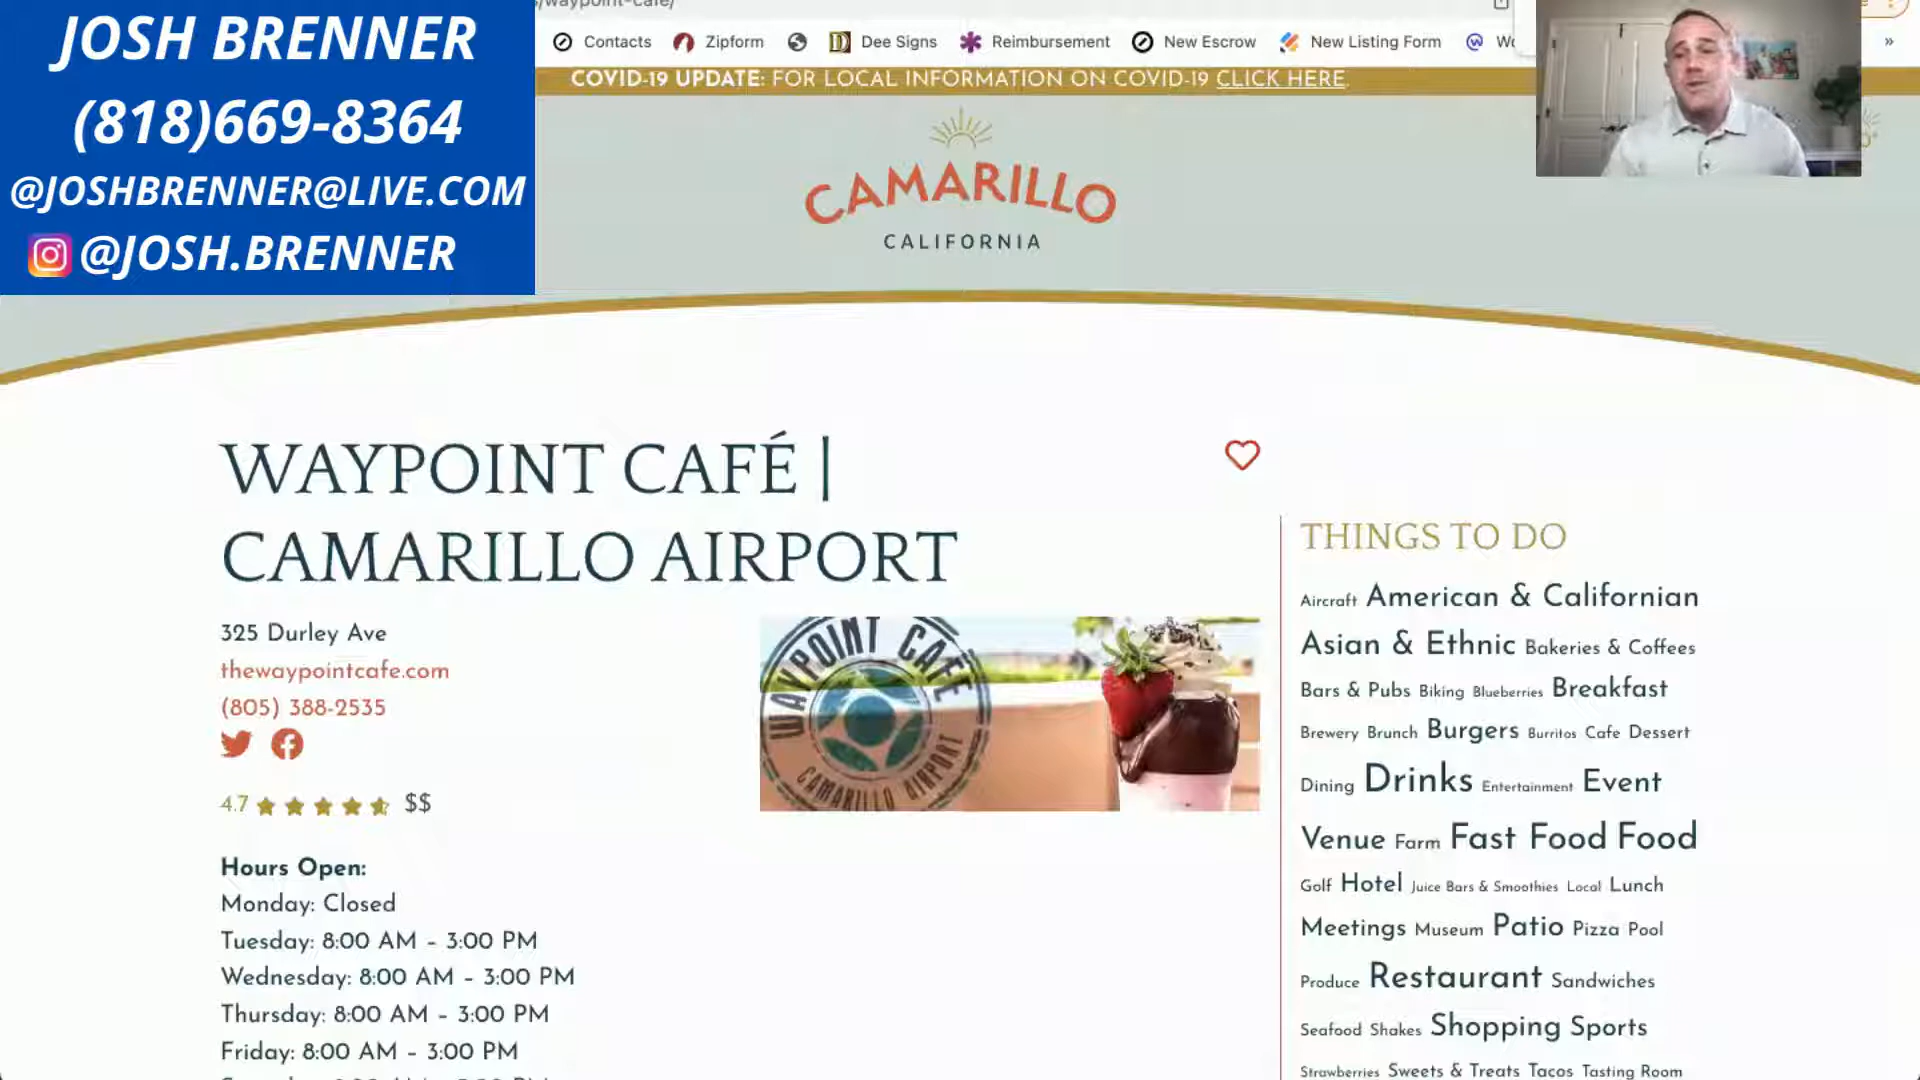 JOSH BRENNER
(818)669-8364
@JOSHBRENNER@LIVE.COM
@JOSH.BRENNER
/waypoint-cafe/
Contacts Zipform Dee Signs Reimbursement New Escrow New Listing Form
COVID-19 UPDATE: FOR LOCAL INFORMATION ON COVID-19 CLICK HERE.
CAMARILLO
CALIFORNIA
WAYPOINT CAFÉ |
CAMARILLO AIRPORT
325 Durley Ave
thewaypointcafe.com
(805) 388-2535
4.7 $$
WAYPOINT CAFE
CAMARILLO AIRPORT
Hours Open:
Monday: Closed
Tuesday: 8:00 AM – 3:00 PM
Wednesday: 8:00 AM – 3:00 PM
Thursday: 8:00 AM – 3:00 PM
Friday: 8:00 AM – 3:00 PM
THINGS TO DO
Aircraft American & Californian
Asian & Ethnic Bakeries & Coffees
Bars & Pubs Biking Blueberries Breakfast
Brewery Brunch Burgers Burritos Cafe Dessert
Dining Drinks Entertainment Event
Venue Farm Fast Food Food
Golf Hotel Juice Bars & Smoothies Local Lunch
Meetings Museum Patio Pizza Pool
Produce Restaurant Sandwiches
Seafood Shakes Shopping Sports
Strawberries Sweets & Treats Tacos Tasting Room